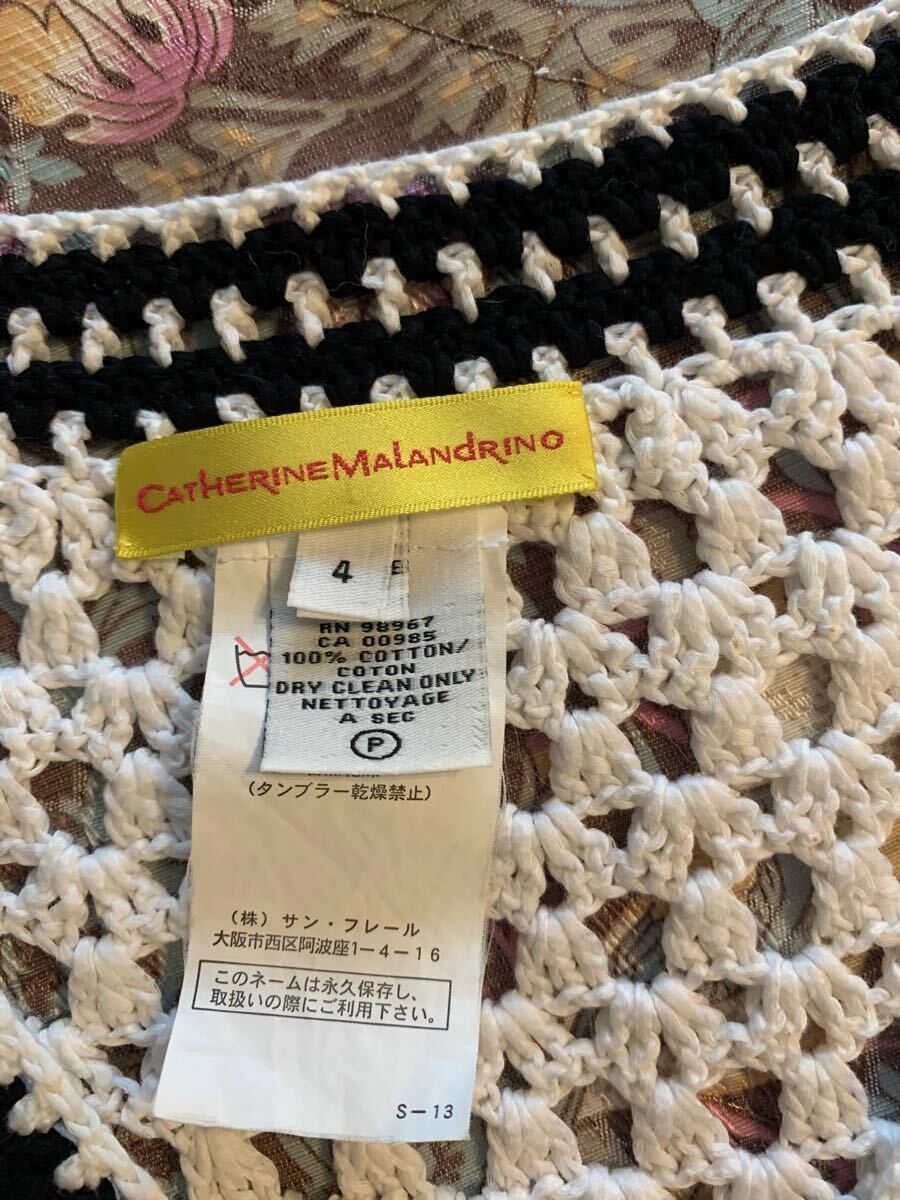 CATHERINE MALANDRINO
4
RN 98967
CA 00985
100% COTTON/
COTON
DRY CLEAN ONLY
NETTOYAGE
A SEC
P
(タンブラー乾燥禁止)
(株) サン・フレール
大阪市西区阿波座1-4-16
このネームは永久保存し、
取扱いの際にご利用下さい。
S-13